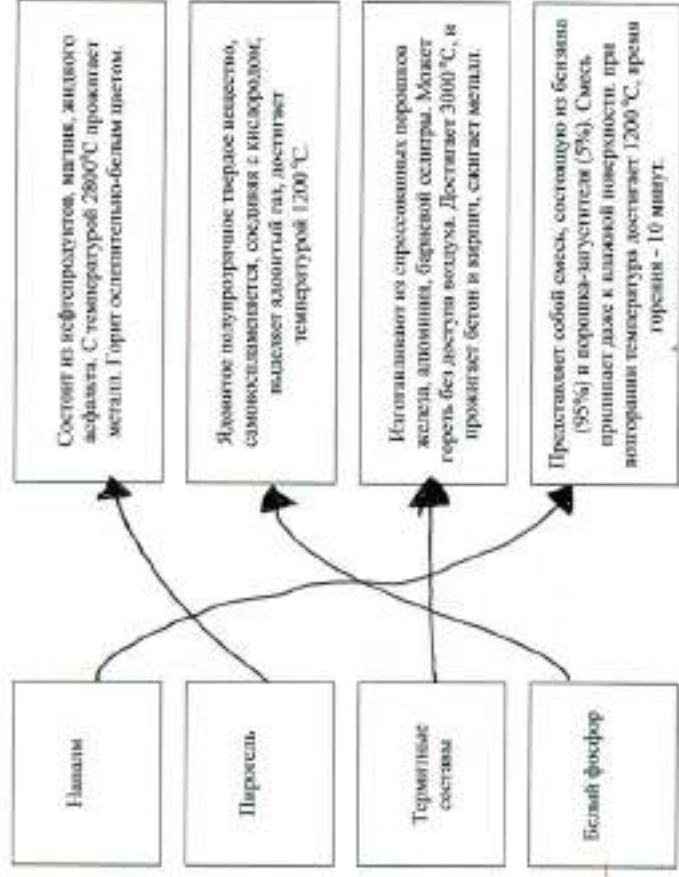 Напалм
Пирогель
Термитные
составы
Белый фосфор
Состоит из нефтепродуктов, магния, жидкого
асфальта. С температурой 2800°С прожигает
металл. Горит ослепительно-белым цветом.
Ядовитое полупрозрачное твердое вещество,
самовоспламеняется, соединяя с кислородом;
выделяет ядовитый газ, достигает
температурой 1200 °С.
Изготавливают из спрессованных порошков
железа, алюминия, бариевой селитры. Может
гореть без доступа воздуха. Достигает 3000 °С, и
прожигает бетон и кирпич, сжигает металл.
Представляет собой смесь, состоящую из бензина
(95%) и порошка-загустителя (5%). Смесь
прилипает даже к влажной поверхности, при
возгорании температура достигает 1200 °С, время
горения - 10 минут.